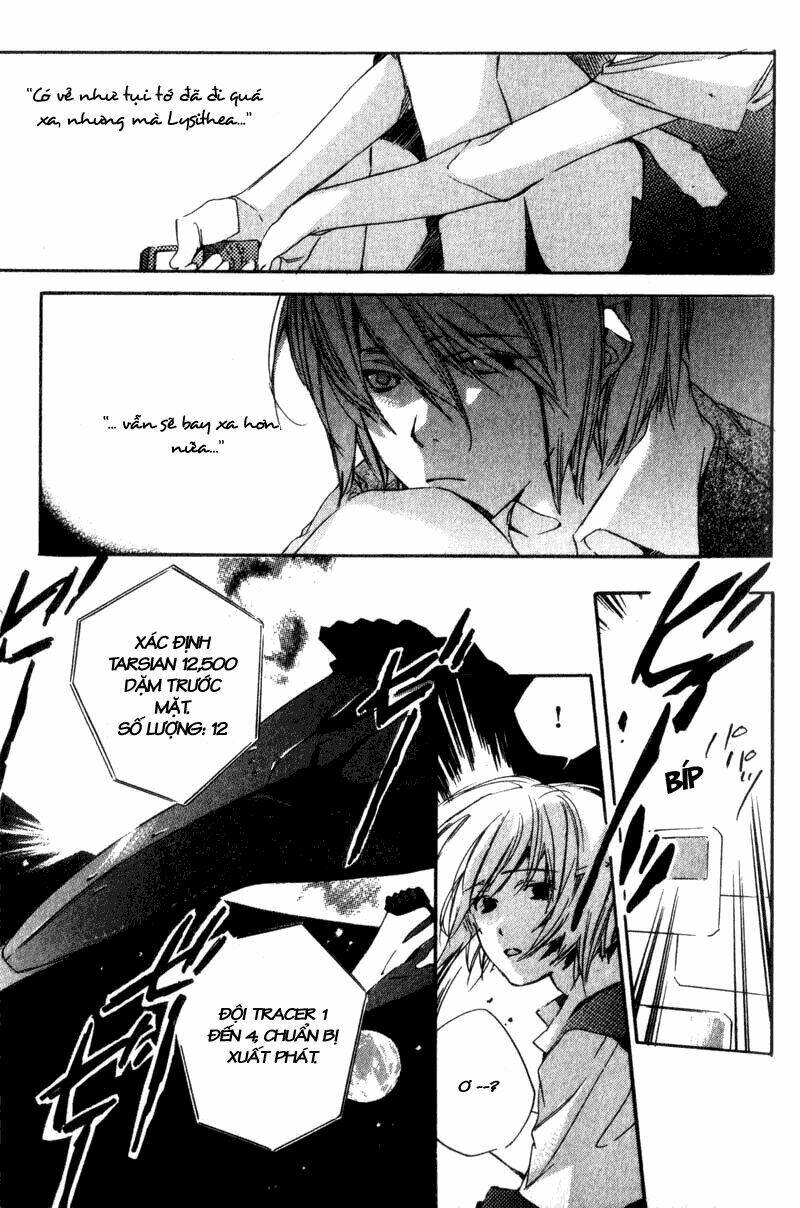 "Có vẻ như tụi tớ đã đi quá
xa, nhưng mà Lysithea..."
"... vẫn sẽ bay xa hơn
nữa..."
BÍP
!
Ơ --?
XÁC ĐỊNH
TARSIAN 12,500
DẶM TRƯỚC
MẶT.
SỐ LƯỢNG: 12
ĐỘI TRACER 1
ĐẾN 4, CHUẨN BỊ
XUẤT PHÁT.